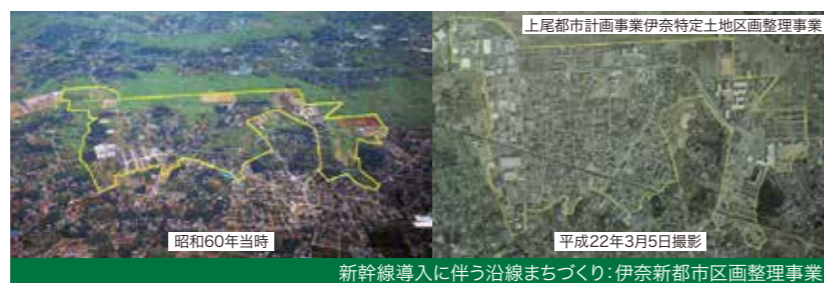 上尾都市計画事業伊奈特定土地区画整理事業
昭和60年当時
平成22年3月5日撮影
新幹線導入に伴う沿線まちづくり:伊奈新都市区画整理事業